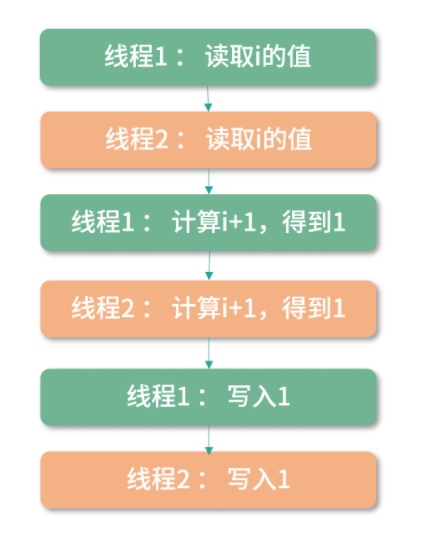 线程1： 读取i的值
线程2： 读取i的值
线程1： 计算i+1，得到1
线程2： 计算i+1，得到1
线程1： 写入1
线程2： 写入1